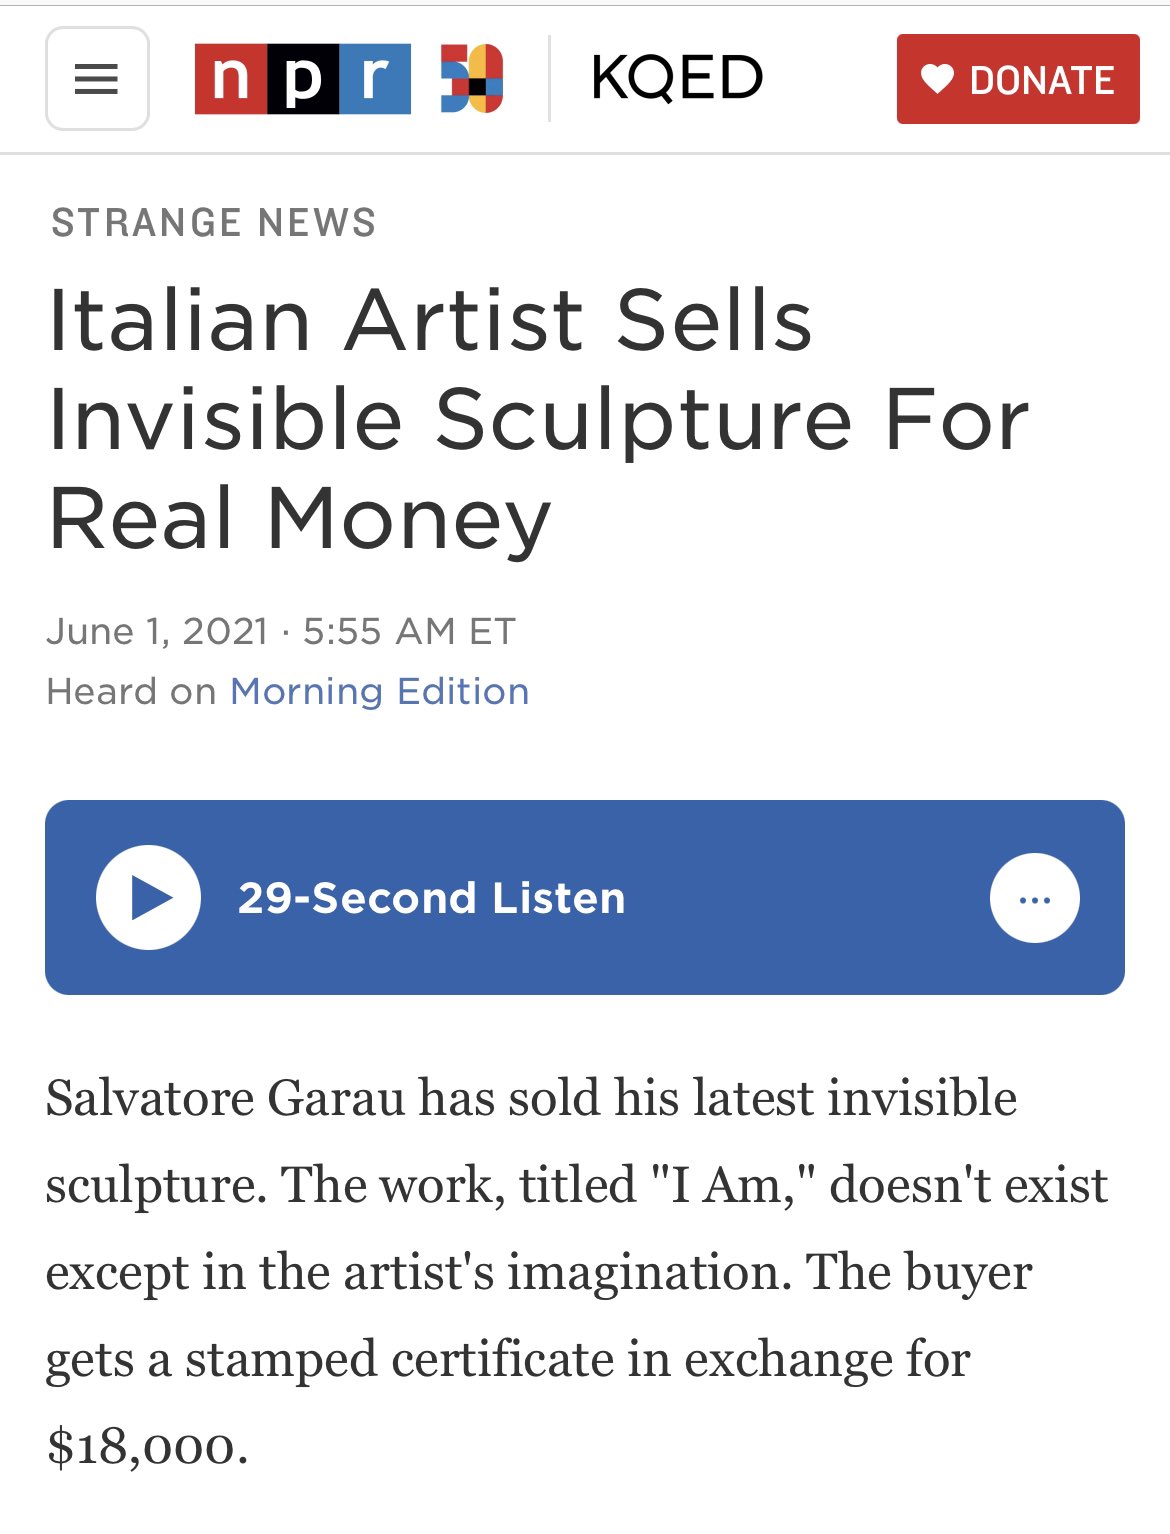 npr 50 KQED DONATE
STRANGE NEWS
Italian Artist Sells
Invisible Sculpture For
Real Money
June 1, 2021 · 5:55 AM ET
Heard on Morning Edition
29-Second Listen
Salvatore Garau has sold his latest invisible
sculpture. The work, titled "I Am," doesn't exist
except in the artist's imagination. The buyer
gets a stamped certificate in exchange for
$18,000.